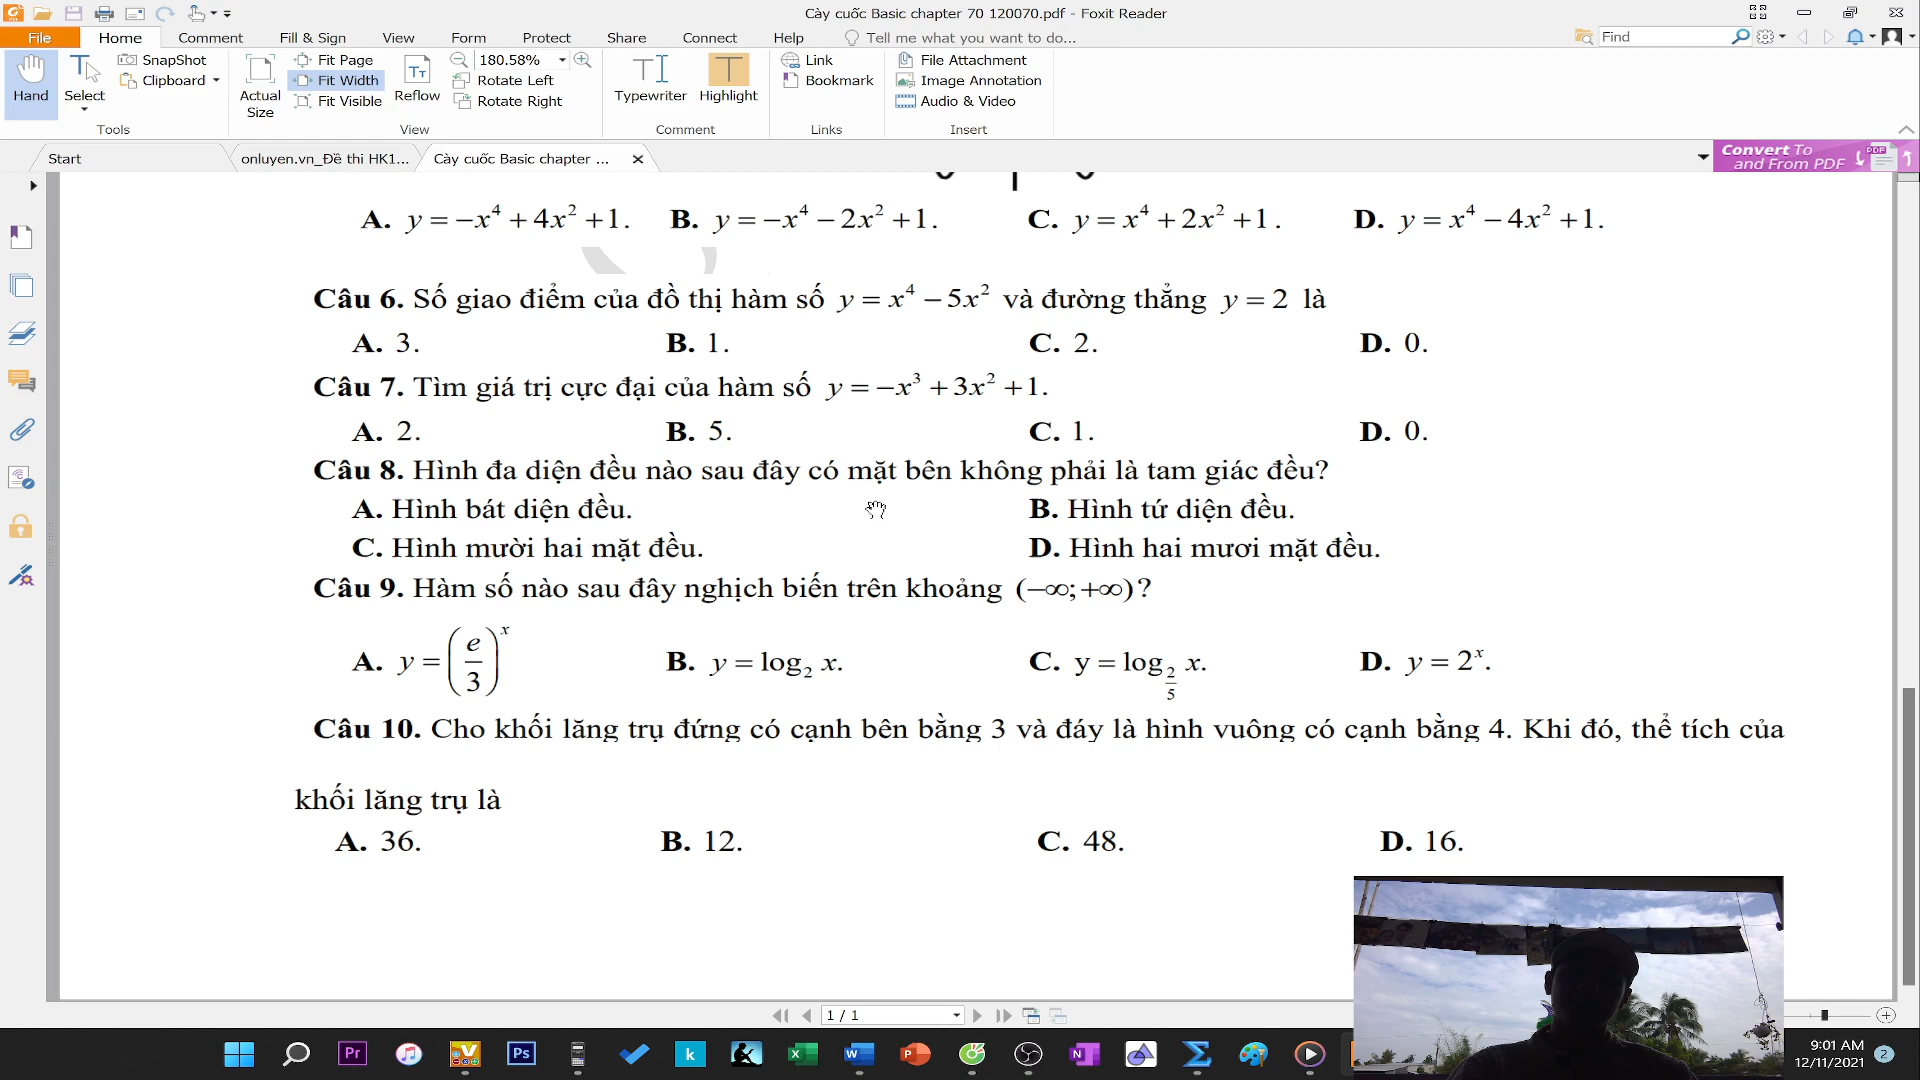 Cày cuốc Basic chapter 70 120070.pdf - Foxit Reader
File Home Comment Fill & Sign View Form Protect Share Connect Help Tell me what you want to do... Find
Hand Select SnapShot Clipboard Actual Size Fit Page Fit Width Fit Visible Reflow 180.58% Rotate Left Rotate Right Typewriter Highlight Link Bookmark File Attachment Image Annotation Audio & Video
Tools View Comment Links Insert
Start onluyen.vn_Đề thi HK1... Cày cuốc Basic chapter ... Convert To and From PDF PDF
A. y = −x⁴ + 4x² + 1. B. y = −x⁴ − 2x² + 1. C. y = x⁴ + 2x² + 1. D. y = x⁴ − 4x² + 1.
Câu 6. Số giao điểm của đồ thị hàm số y = x⁴ − 5x² và đường thẳng y = 2 là
A. 3. B. 1. C. 2. D. 0.
Câu 7. Tìm giá trị cực đại của hàm số y = −x³ + 3x² + 1.
A. 2. B. 5. C. 1. D. 0.
Câu 8. Hình đa diện đều nào sau đây có mặt bên không phải là tam giác đều?
A. Hình bát diện đều. B. Hình tứ diện đều.
C. Hình mười hai mặt đều. D. Hình hai mươi mặt đều.
Câu 9. Hàm số nào sau đây nghịch biến trên khoảng (−∞; +∞)?
A. y = (e/3)ˣ B. y = log₂ x. C. y = log_{2/5} x. D. y = 2ˣ.
Câu 10. Cho khối lăng trụ đứng có cạnh bên bằng 3 và đáy là hình vuông có cạnh bằng 4. Khi đó, thể tích của
khối lăng trụ là
A. 36. B. 12. C. 48. D. 16.
1 / 1
9:01 AM
12/11/2021 2